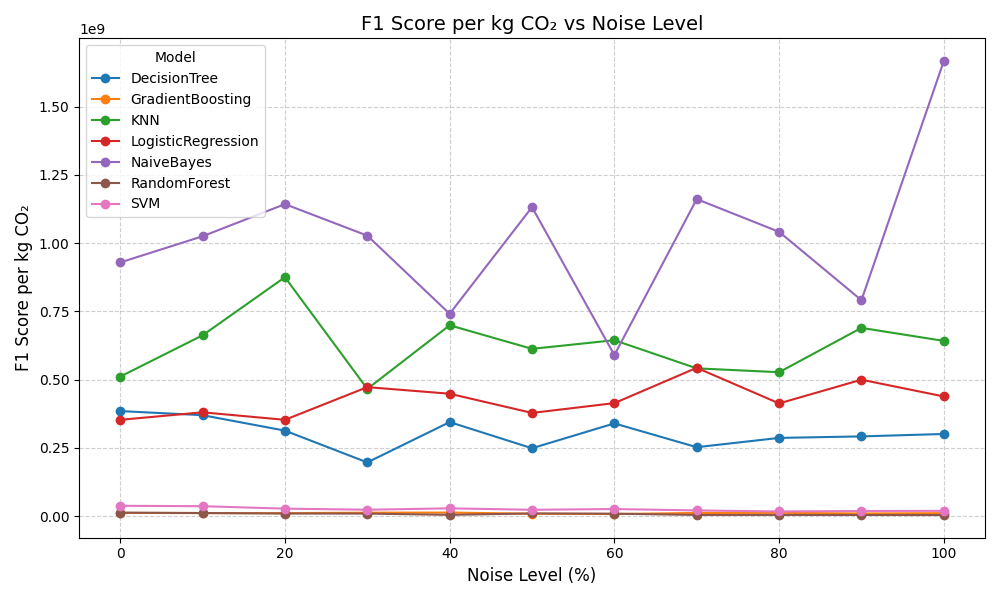 F1 Score per kg CO₂ vs Noise Level
1e9
Model
DecisionTree
GradientBoosting
KNN
LogisticRegression
NaiveBayes
RandomForest
SVM
1.50
1.25
1.00
0.75
0.50
0.25
0.00
F1 Score per kg CO₂
0 20 40 60 80 100
Noise Level (%)